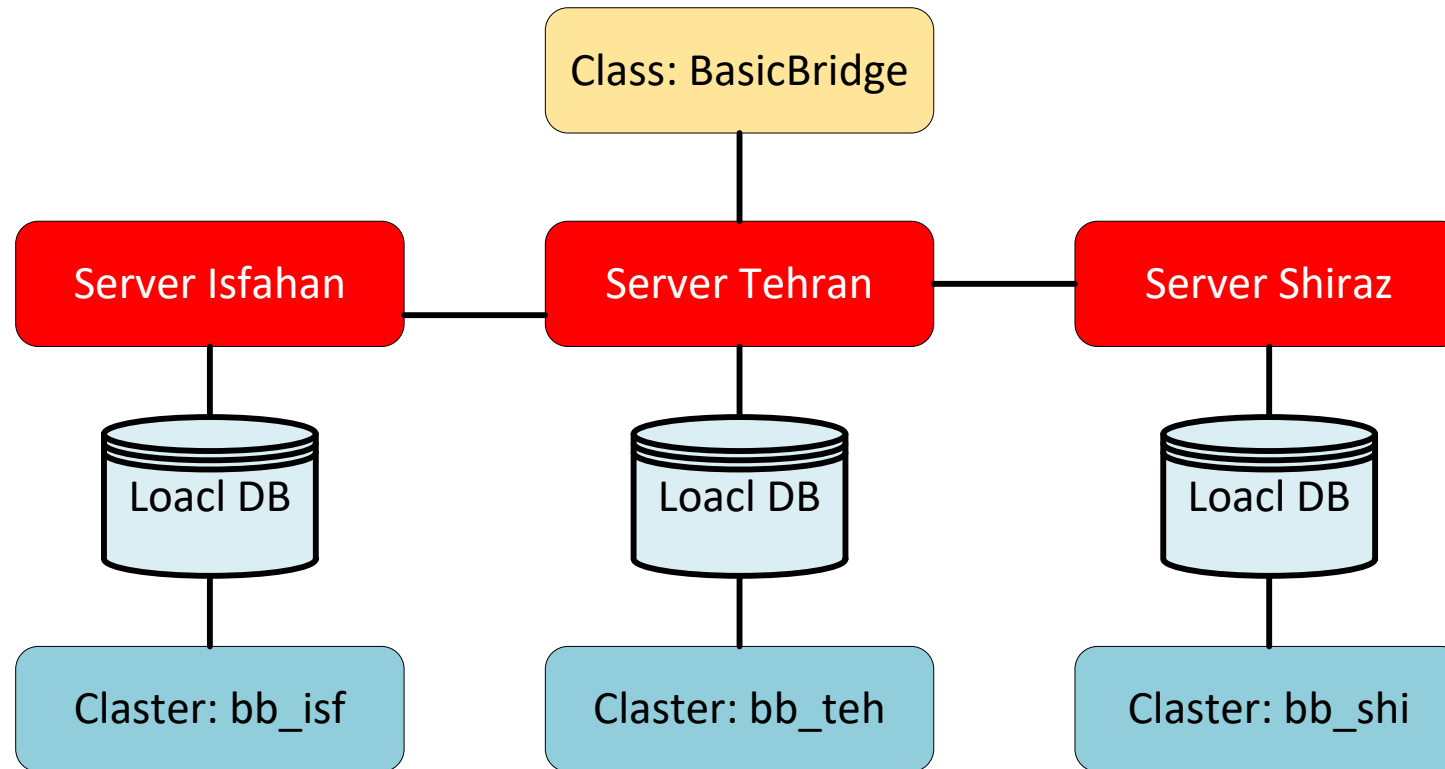 Class: BasicBridge
Server Isfahan
Server Tehran
Server Shiraz
Loacl DB
Loacl DB
Loacl DB
Claster: bb_isf
Claster: bb_teh
Claster: bb_shi